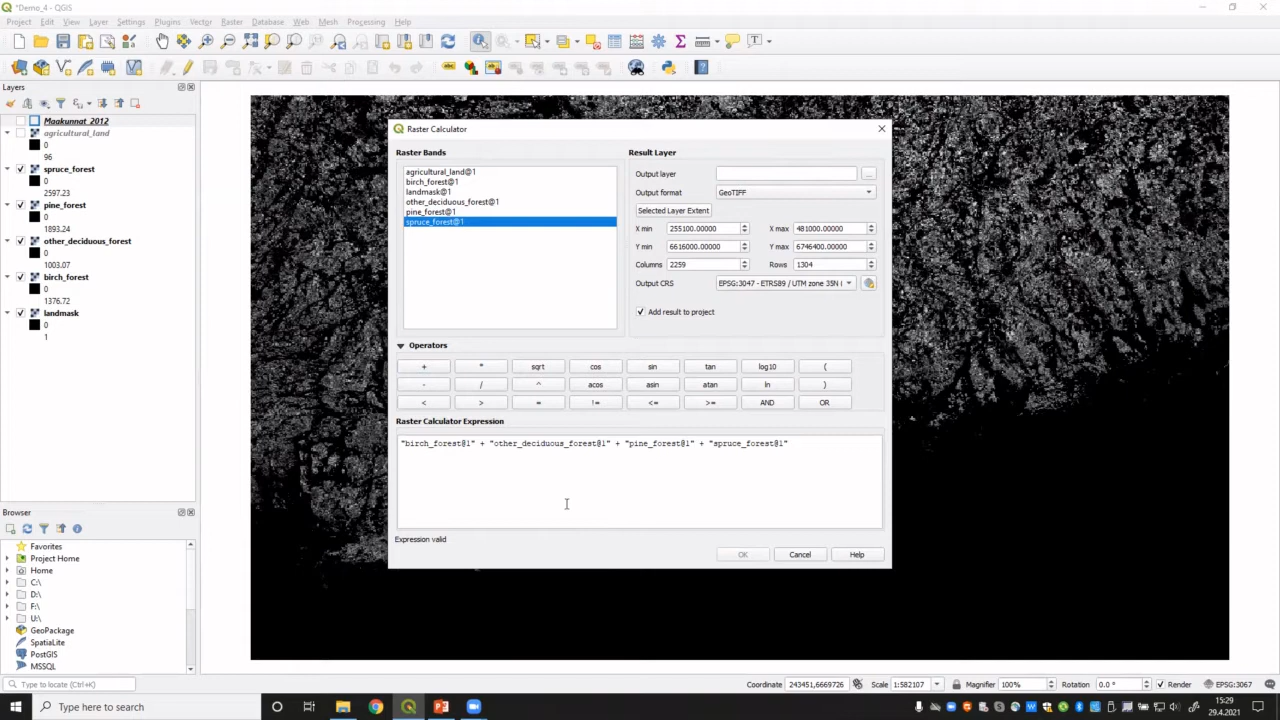 *Demo_4 - QGIS
Project Edit View Layer Settings Plugins Vector Raster Database Web Mesh Processing Help
Layers
Maakunnat_2012
agricultural_land
0
96
spruce_forest
0
2597.23
pine_forest
0
1893.24
other_deciduous_forest
0
1003.07
birch_forest
0
1376.72
landmask
0
1
Browser
Favorites
Project Home
Home
C:\
D:\
F:\
U:\
GeoPackage
SpatiaLite
PostGIS
MSSQL
Raster Calculator
Raster Bands
agricultural_land@1
birch_forest@1
landmask@1
other_deciduous_forest@1
pine_forest@1
spruce_forest@1
Result Layer
Output layer ...
Output format GeoTIFF
Selected Layer Extent
X min 255100.00000 X max 481000.00000
Y min 6616000.00000 Y max 6746400.00000
Columns 2259 Rows 1304
Output CRS EPSG:3047 - ETRS89 / UTM zone 35N (
Add result to project
Operators
+ * sqrt cos sin tan log10 (
- / ^ acos asin atan ln )
< > = != <= >= AND OR
Raster Calculator Expression
"birch_forest@1" + "other_deciduous_forest@1" + "pine_forest@1" + "spruce_forest@1"
Expression valid
OK Cancel Help
Type to locate (Ctrl+K) Coordinate 243451,6669726 Scale 1:582107 Magnifier 100% Rotation 0.0 ° Render EPSG:3067
Type here to search
15:29
29.4.2021